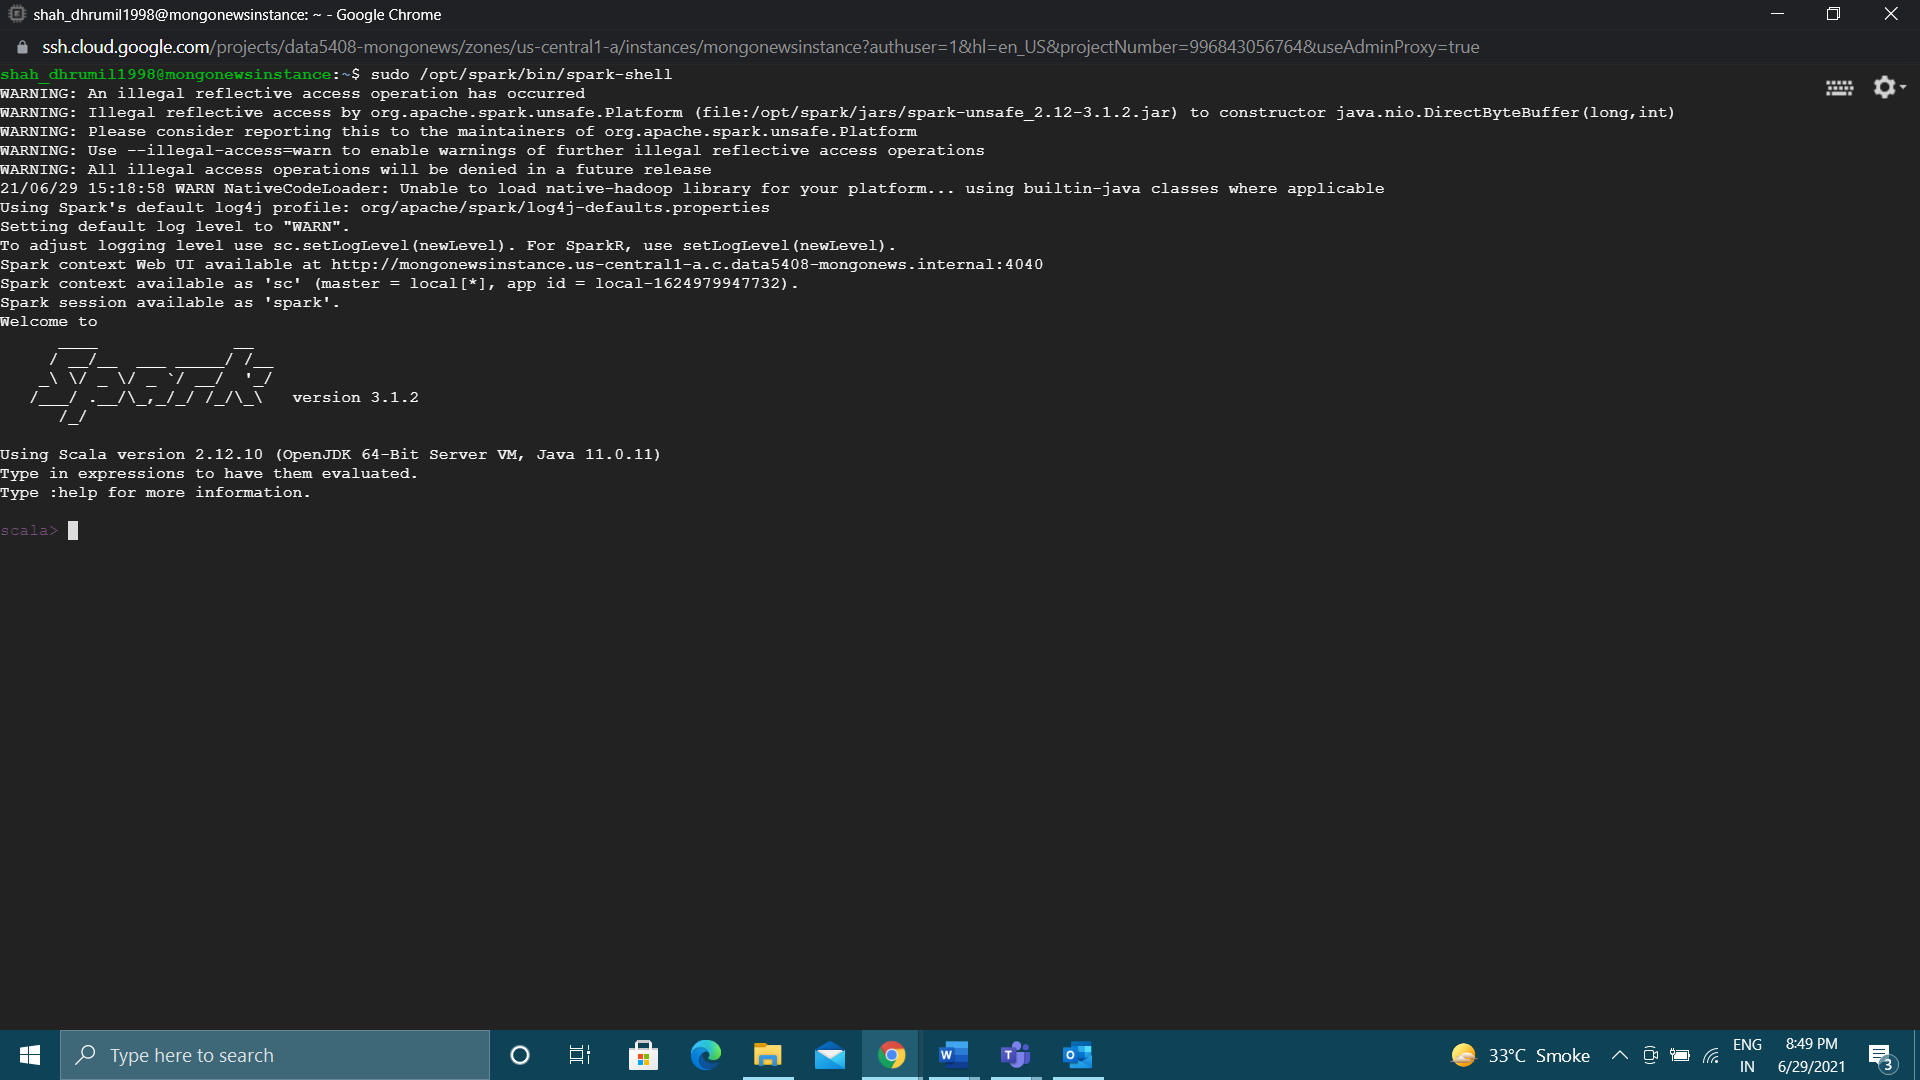 shah_dhrumil1998@mongonewsinstance: ~ - Google Chrome
ssh.cloud.google.com/projects/data5408-mongonews/zones/us-central1-a/instances/mongonewsinstance?authuser=1&hl=en_US&projectNumber=996843056764&useAdminProxy=true
shah_dhrumil1998@mongonewsinstance:~$ sudo /opt/spark/bin/spark-shell
WARNING: An illegal reflective access operation has occurred
WARNING: Illegal reflective access by org.apache.spark.unsafe.Platform (file:/opt/spark/jars/spark-unsafe_2.12-3.1.2.jar) to constructor java.nio.DirectByteBuffer(long,int)
WARNING: Please consider reporting this to the maintainers of org.apache.spark.unsafe.Platform
WARNING: Use --illegal-access=warn to enable warnings of further illegal reflective access operations
WARNING: All illegal access operations will be denied in a future release
21/06/29 15:18:58 WARN NativeCodeLoader: Unable to load native-hadoop library for your platform... using builtin-java classes where applicable
Using Spark's default log4j profile: org/apache/spark/log4j-defaults.properties
Setting default log level to "WARN".
To adjust logging level use sc.setLogLevel(newLevel). For SparkR, use setLogLevel(newLevel).
Spark context Web UI available at http://mongonewsinstance.us-central1-a.c.data5408-mongonews.internal:4040
Spark context available as 'sc' (master = local[*], app id = local-1624979947732).
Spark session available as 'spark'.
Welcome to
      ____              __
     / __/__  ___ _____/ /__
    _\ \/ _ \/ _ `/ __/  '_/
   /___/ .__/\_,_/_/ /_/\_\   version 3.1.2
      /_/
Using Scala version 2.12.10 (OpenJDK 64-Bit Server VM, Java 11.0.11)
Type in expressions to have them evaluated.
Type :help for more information.
scala>
Type here to search
33°C Smoke
ENG
IN
8:49 PM
6/29/2021
3